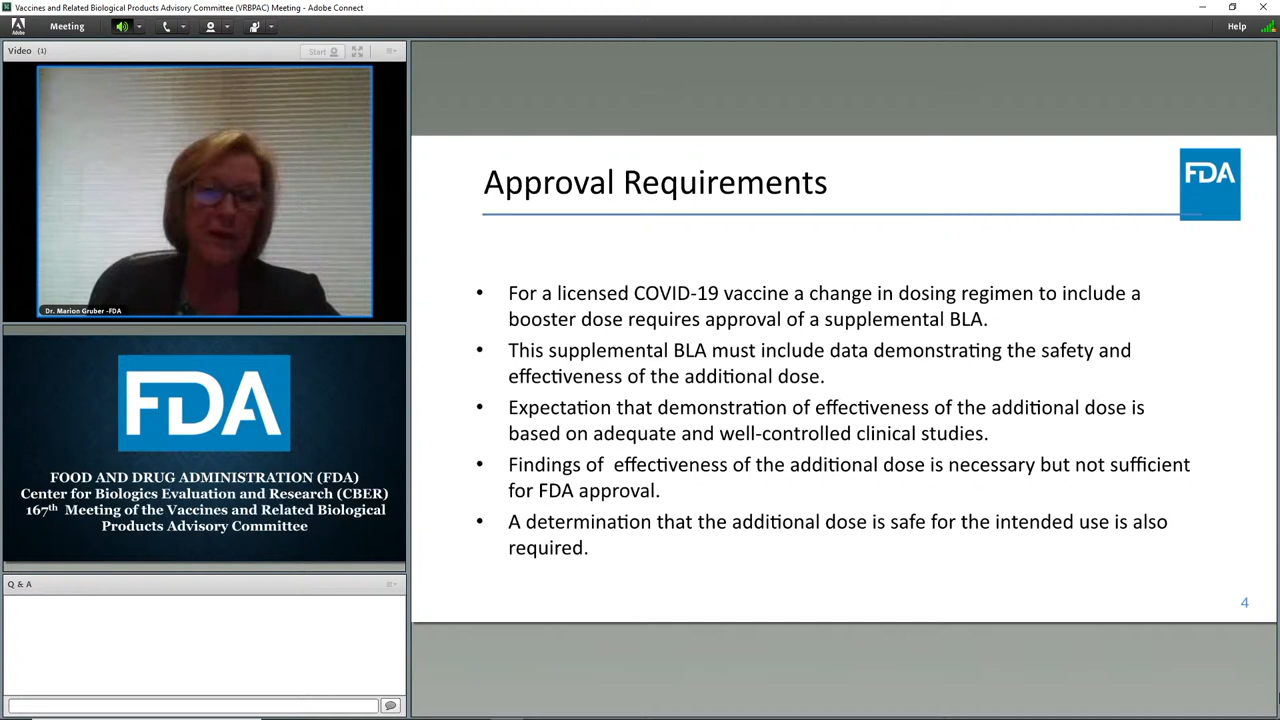 Vaccines and Related Biological Products Advisory Committee (VRBPAC) Meeting - Adobe Connect
Adobe
Meeting
Help
Video (1)
Start
Dr. Marion Gruber -FDA
FDA
FOOD AND DRUG ADMINISTRATION (FDA)
Center for Biologics Evaluation and Research (CBER)
167th Meeting of the Vaccines and Related Biological
Products Advisory Committee
Q & A
Approval Requirements
FDA
• For a licensed COVID-19 vaccine a change in dosing regimen to include a
booster dose requires approval of a supplemental BLA.
• This supplemental BLA must include data demonstrating the safety and
effectiveness of the additional dose.
• Expectation that demonstration of effectiveness of the additional dose is
based on adequate and well-controlled clinical studies.
• Findings of  effectiveness of the additional dose is necessary but not sufficient
for FDA approval.
• A determination that the additional dose is safe for the intended use is also
required.
4